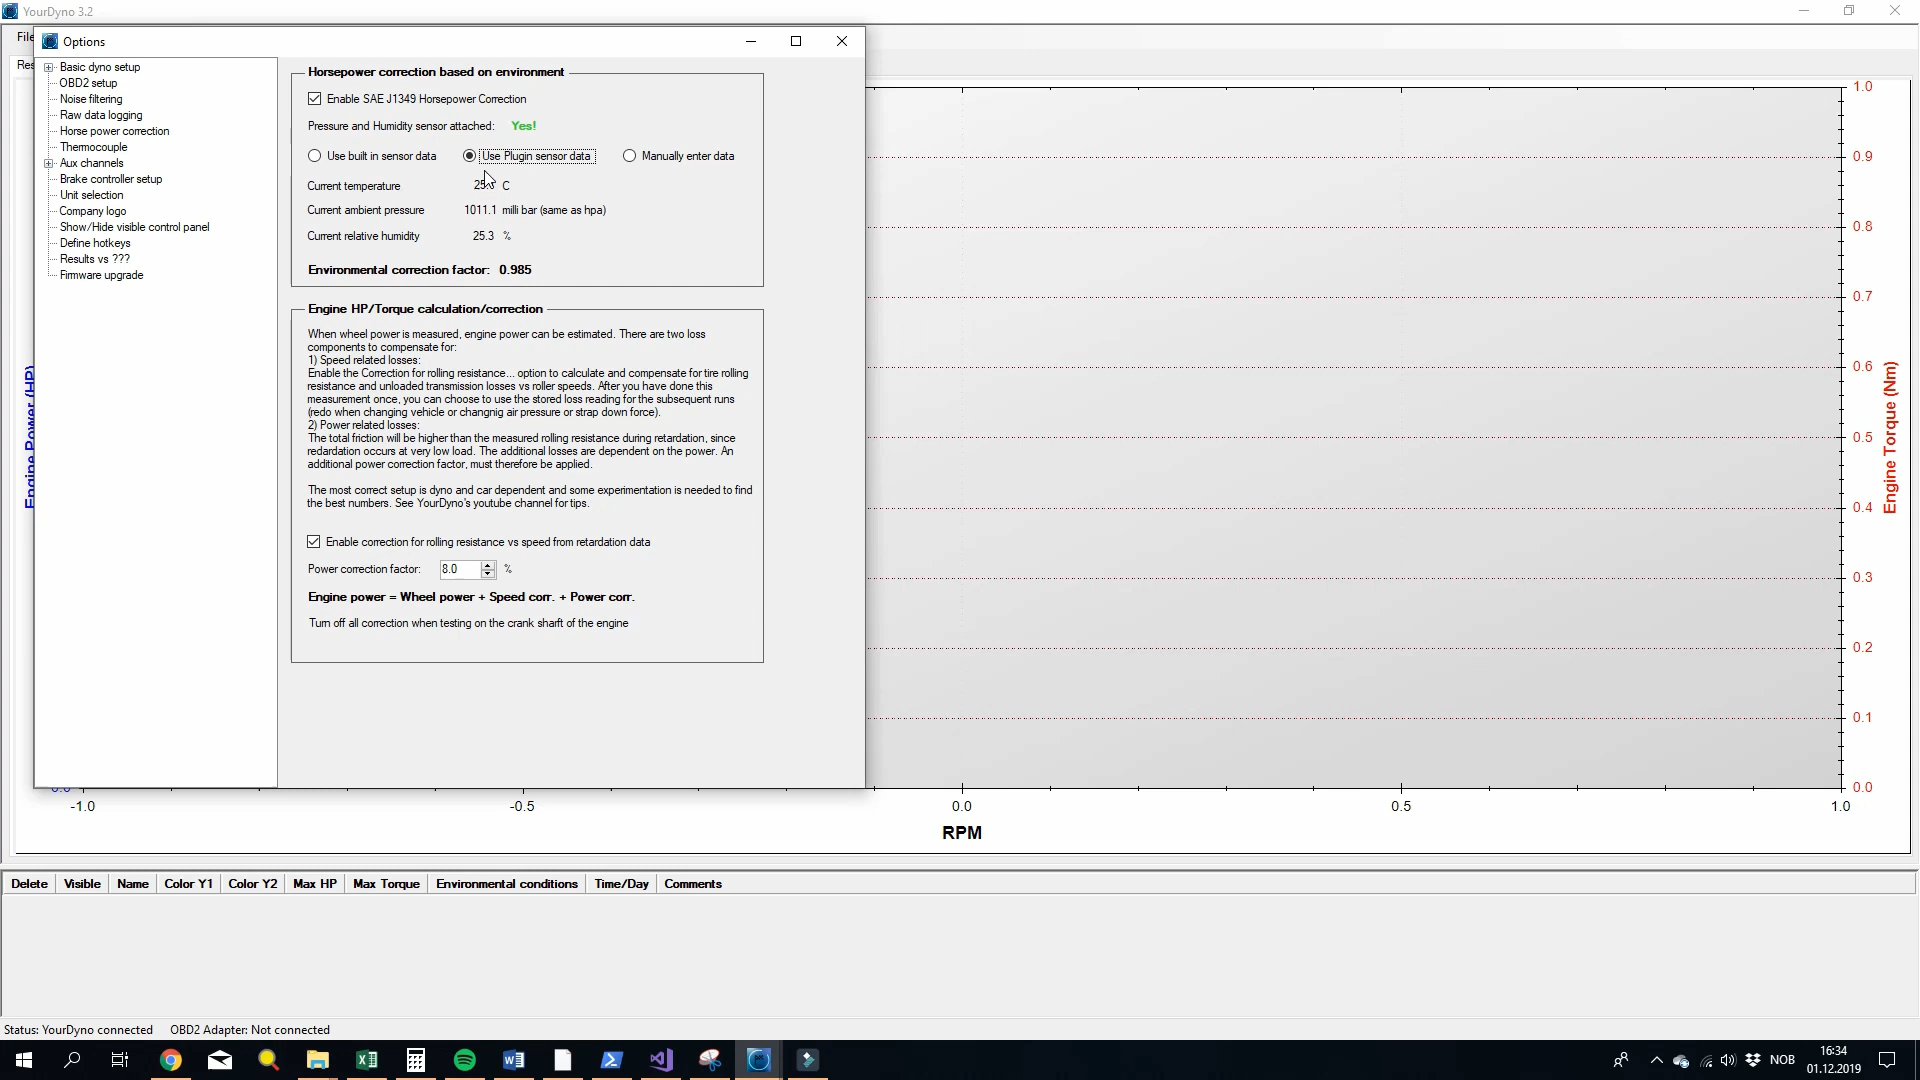 YourDyno 3.2
File
Options
Res
Basic dyno setup
OBD2 setup
Noise filtering
Raw data logging
Horse power correction
Thermocouple
Aux channels
Brake controller setup
Unit selection
Company logo
Show/Hide visible control panel
Define hotkeys
Results vs ???
Firmware upgrade
Horsepower correction based on environment
Enable SAE J1349 Horsepower Correction
Pressure and Humidity sensor attached: Yes!
Use built in sensor data Use Plugin sensor data Manually enter data
Current temperature C
Current ambient pressure 1011.1 milli bar (same as hpa)
Current relative humidity 25.3 %
Environmental correction factor: 0.985
Engine HP/Torque calculation/correction
When wheel power is measured, engine power can be estimated. There are two loss
components to compensate for:
1) Speed related losses:
Enable the Correction for rolling resistance... option to calculate and compensate for tire rolling
resistance and unloaded transmission losses vs roller speeds. After you have done this
measurement once, you can choose to use the stored loss reading for the subsequent runs
(redo when changing vehicle or changnig air pressure or strap down force).
2) Power related losses:
The total friction will be higher than the measured rolling resistance during retardation, since
redardation occurs at very low load. The additional losses are dependent on the power. An
additional power correction factor, must therefore be applied.
The most correct setup is dyno and car dependent and some experimentation is needed to find
the best numbers. See YourDyno's youtube channel for tips.
Enable correction for rolling resistance vs speed from retardation data
Power correction factor: 8.0 %
Engine power = Wheel power + Speed corr. + Power corr.
Turn off all correction when testing on the crank sharft of the engine
Engine Power (HP)
1.0
0.9
0.8
0.7
0.6
0.5
0.4
0.3
0.2
0.1
0.0
Engine Torque (Nm)
0.0
-1.0 -0.5 0.0 0.5 1.0
RPM
Delete Visible Name Color Y1 Color Y2 Max HP Max Torque Environmental conditions Time/Day Comments
Status: YourDyno connected OBD2 Adapter: Not connected
NOB
16:34
01.12.2019